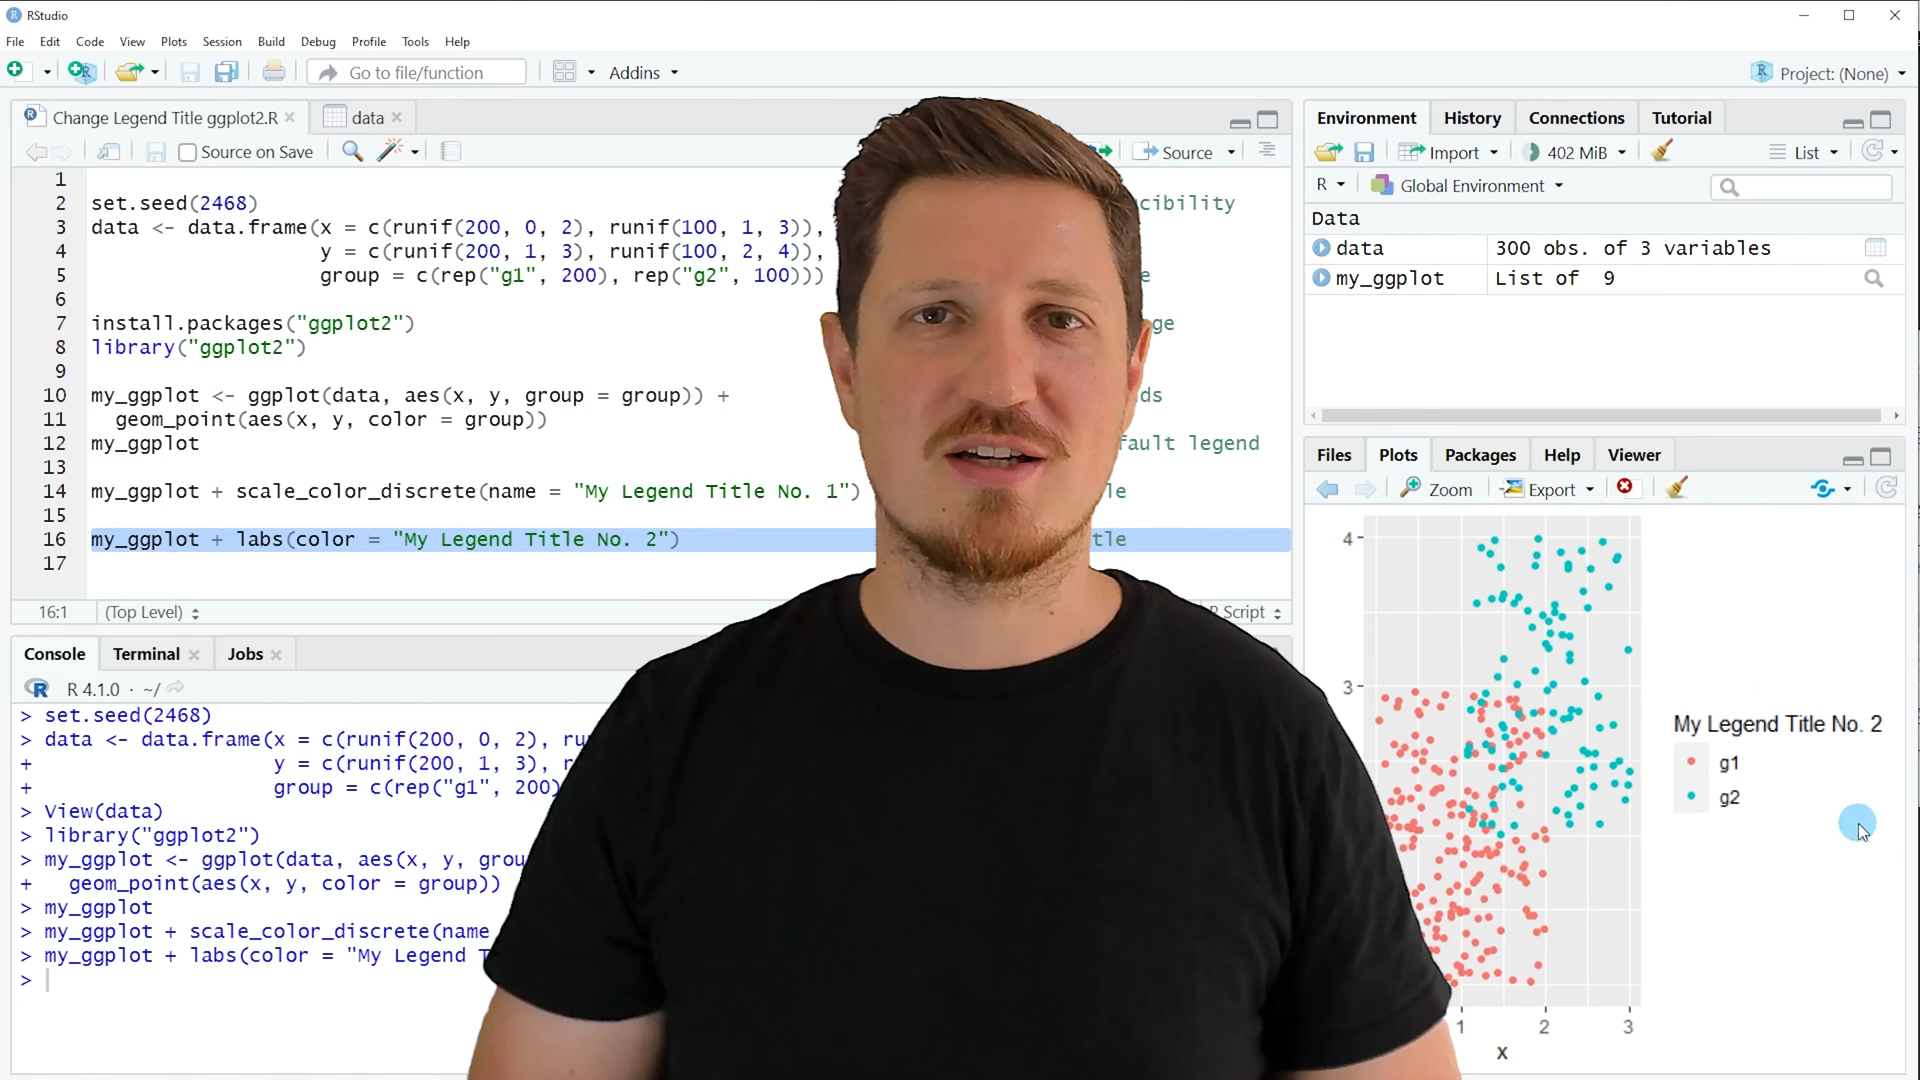 RStudio
File Edit Code View Plots Session Build Debug Profile Tools Help
Go to file/function Addins Project: (None)
Change Legend Title ggplot2.R data
Source on Save Source
1
2 set.seed(2468)
3 data <- data.frame(x = c(runif(200, 0, 2), runif(100, 1, 3)),
4 y = c(runif(200, 1, 3), runif(100, 2, 4)),
5 group = c(rep("g1", 200), rep("g2", 100)))
6
7 install.packages("ggplot2")
8 library("ggplot2")
9
10 my_ggplot <- ggplot(data, aes(x, y, group = group)) +
11 geom_point(aes(x, y, color = group))
12 my_ggplot legend
13
14 my_ggplot + scale_color_discrete(name = "My Legend Title No. 1")
15
16 my_ggplot + labs(color = "My Legend Title No. 2")
17
16:1 (Top Level) R Script
Console Terminal Jobs
R 4.1.0 · ~/
> set.seed(2468)
> data <- data.frame(x = c(runif(200, 0, 2),
+ y = c(runif(200, 1, 3),
+ group = c(rep("g1", 200)
> View(data)
> library("ggplot2")
> my_ggplot <- ggplot(data, aes(x, y,
+ geom_point(aes(x, y, color = group))
> my_ggplot
> my_ggplot + scale_color_discrete(name
> my_ggplot + labs(color = "My Legend
>
Environment History Connections Tutorial
Import 402 MiB List
R Global Environment
Data
data 300 obs. of 3 variables
my_ggplot List of 9
Files Plots Packages Help Viewer
Zoom Export
4
3
My Legend Title No. 2
g1
g2
1 2 3
x